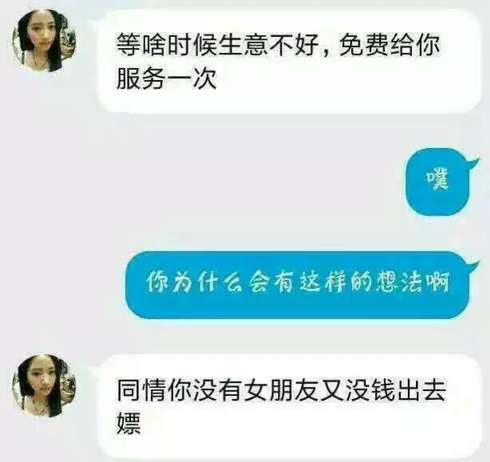 等啥时候生意不好，免费给你
服务一次
噗
你为什么会有这样的想法啊
同情你没有女朋友又没钱出去
嫖